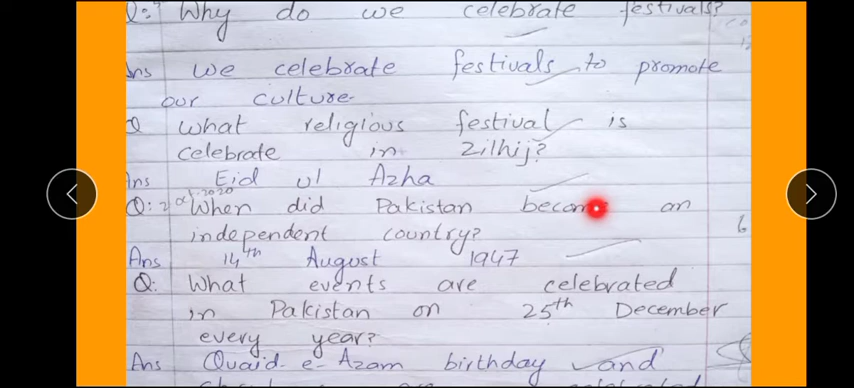 Q:- Why do we celebrate festivals?
Ans We celebrate festivals to promote
our culture
Q What religious festival is
celebrate in Zilhij?
Ans Eid ul Azha
Q: When did Pakistan become an
independent country?
6
Ans 14th August 1947
Q: What events are celebrated
in Pakistan on 25th December
every year?
Ans Quaid-e-Azam birthday and